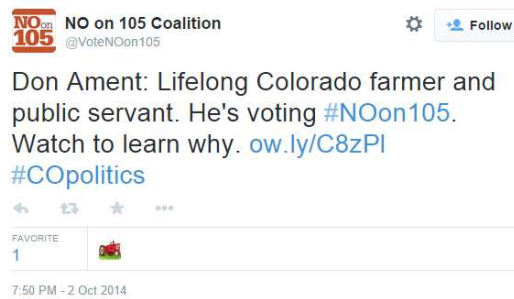 NO on 105
NO on 105 Coalition
@VoteNOon105
Follow
Don Ament: Lifelong Colorado farmer and
public servant. He's voting #NOon105.
Watch to learn why. ow.ly/C8zPl
#COpolitics
FAVORITE
1
7:50 PM - 2 Oct 2014